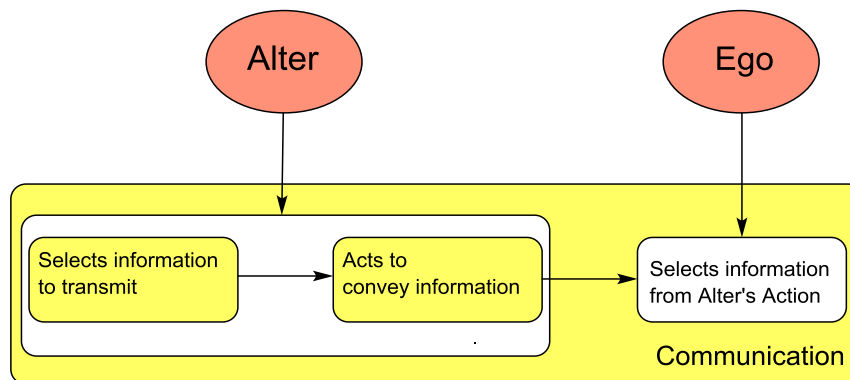 Alter
Ego
Selects information
to transmit
Acts to
convey information
Selects information
from Alter's Action
Communication